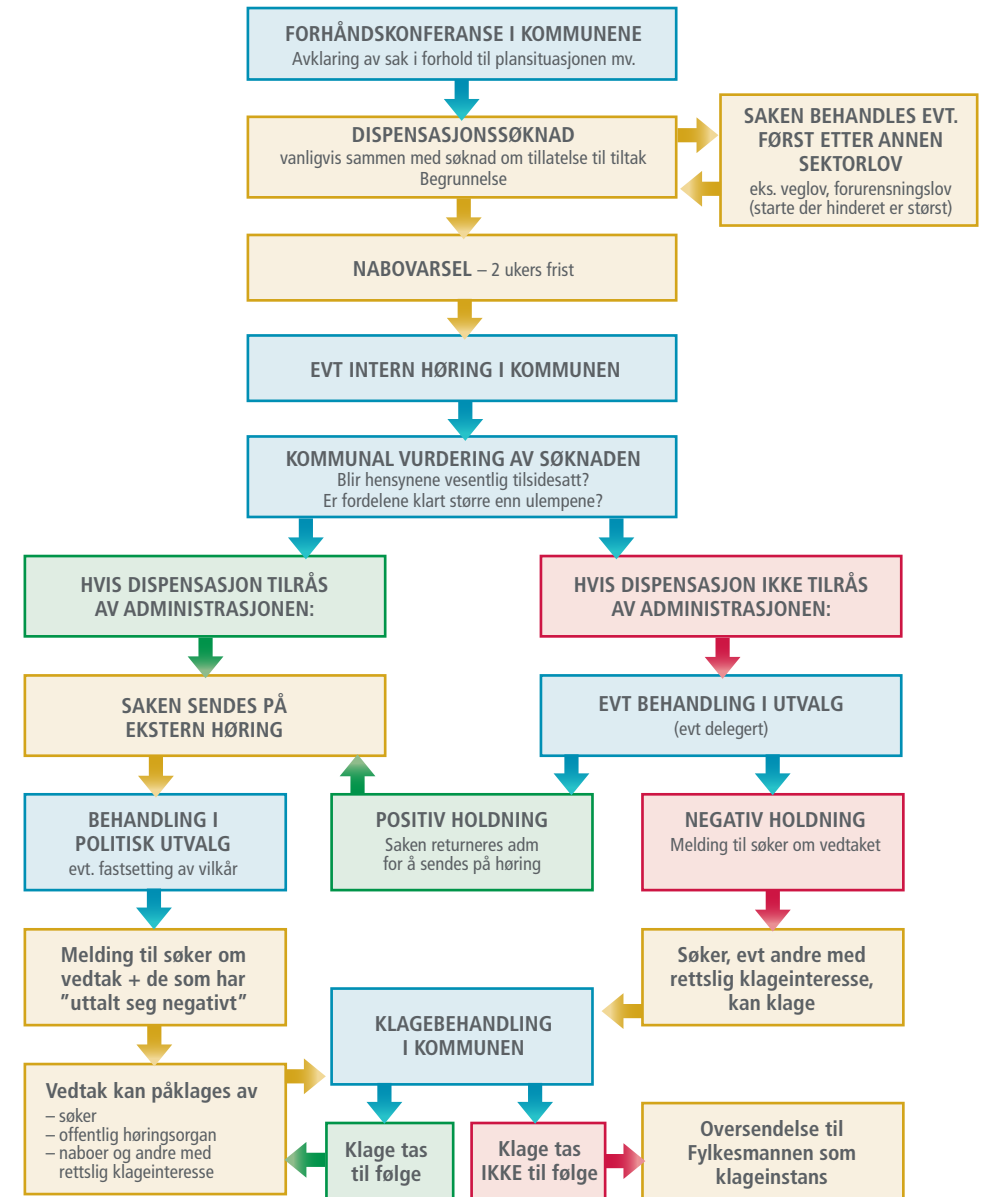 FORHÅNDSKONFERANSE I KOMMUNENE
Avklaring av sak i forhold til plansituasjonen mv.
DISPENSASJONSSØKNAD
vanligvis sammen med søknad om tillatelse til tiltak
Begrunnelse
SAKEN BEHANDLES EVT.
FØRST ETTER ANNEN
SEKTORLOV
eks. veglov, forurensningslov
(starte der hinderet er størst)
NABOVARSEL – 2 ukers frist
EVT INTERN HØRING I KOMMUNEN
KOMMUNAL VURDERING AV SØKNADEN
Blir hensynene vesentlig tilsidesatt?
Er fordelene klart større enn ulempene?
HVIS DISPENSASJON TILRÅS
AV ADMINISTRASJONEN:
HVIS DISPENSASJON IKKE TILRÅS
AV ADMINISTRASJONEN:
SAKEN SENDES PÅ
EKSTERN HØRING
EVT BEHANDLING I UTVALG
(evt delegert)
BEHANDLING I
POLITISK UTVALG
evt. fastsetting av vilkår
POSITIV HOLDNING
Saken returneres adm
for å sendes på høring
NEGATIV HOLDNING
Melding til søker om vedtaket
Melding til søker om
vedtak + de som har
”uttalt seg negativt”
Søker, evt andre med
rettslig klageinteresse,
kan klage
KLAGEBEHANDLING
I KOMMUNEN
Vedtak kan påklages av
– søker
– offentlig høringsorgan
– naboer og andre med
rettslig klageinteresse
Klage tas
til følge
Klage tas
IKKE til følge
Oversendelse til
Fylkesmannen som
klageinstans